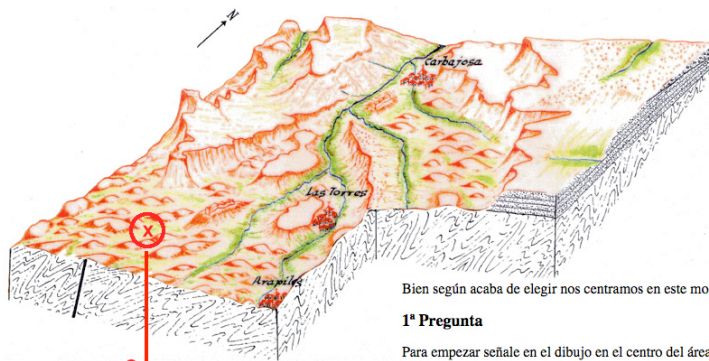 N
Carbajosa
Las Torres
X
Arapiles
Bien según acaba de elegir nos centramos en este mo
1ª Pregunta
Para empezar señale en el dibujo en el centro del área